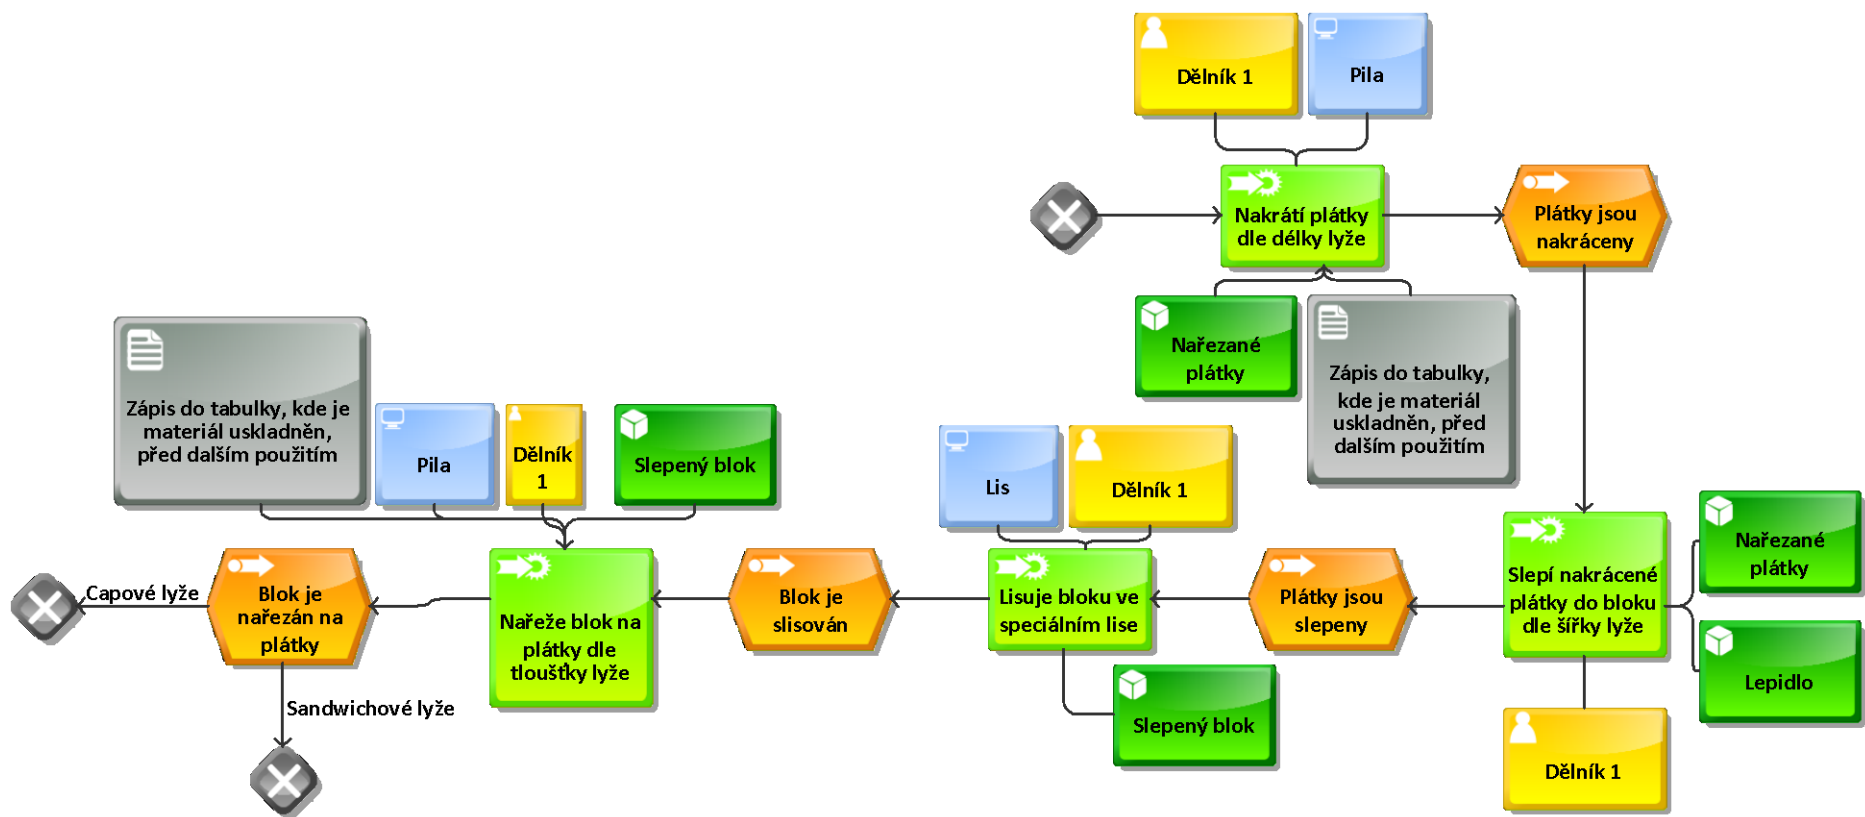 Dělník 1
Pila
Nakrátí plátky
dle délky lyže
Plátky jsou
nakráceny
Nařezané
plátky
Zápis do tabulky,
kde je materiál
uskladněn, před
dalším použitím
Zápis do tabulky, kde je
materiál uskladněn,
před dalším použitím
Pila
Dělník
1
Slepený blok
Lis
Dělník 1
Nařezané
plátky
Capové lyže
Blok je
nařezán na
plátky
Nařeže blok na
plátky dle
tloušťky lyže
Blok je
slisován
Lisuje bloku ve
speciálním lise
Plátky jsou
slepeny
Slepí nakrácené
plátky do bloku
dle šířky lyže
Lepidlo
Sandwichové lyže
Slepený blok
Dělník 1